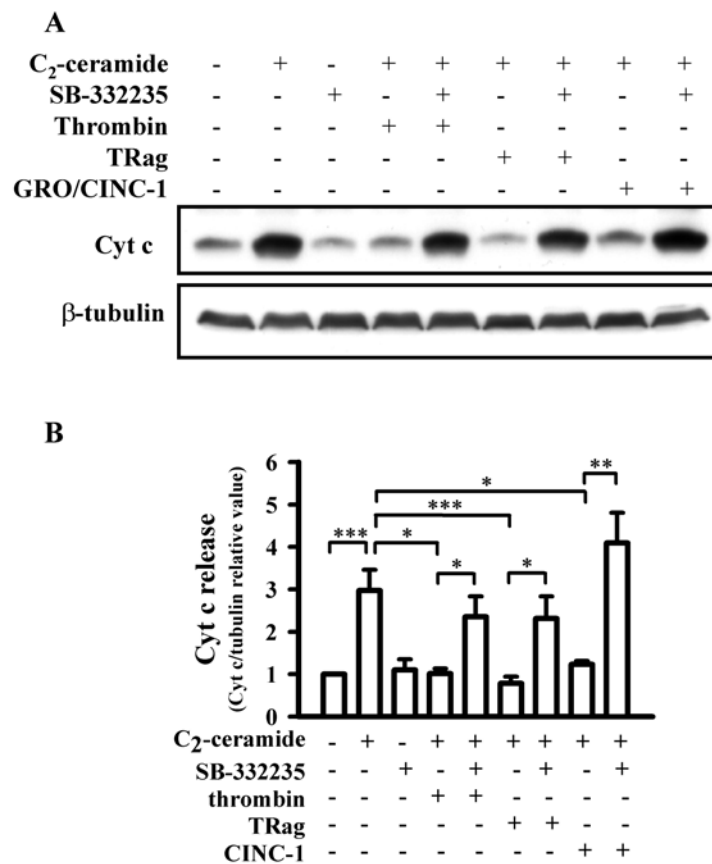 A
C₂-ceramide - + - + + + + + +
SB-332235 - - + - + - + - +
Thrombin - - - + + - - - -
TRag - - - - - + + - -
GRO/CINC-1 - - - - - - - + +
Cyt c
β-tubulin
B
Cyt c release
(Cyt c/tubulin relative value)
6
5
4
3
2
1
0
**
*
***
***
*
*
*
C2-ceramide - + - + + + + + +
SB-332235 - - + - + - + - +
thrombin - - - + + - - - -
TRag - - - - - + + - -
CINC-1 - - - - - - - + +